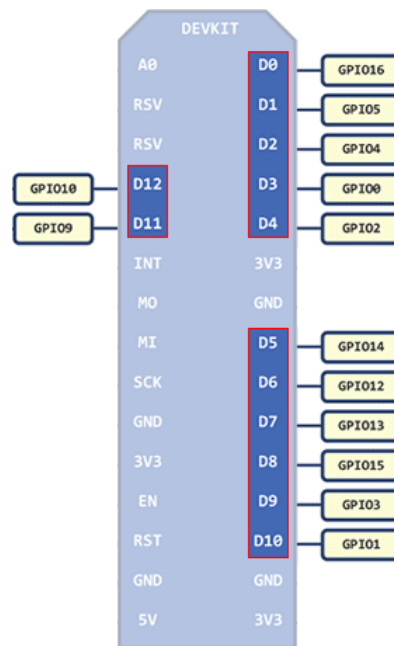 DEVKIT
A0 D0 GPIO16
RSV D1 GPIO5
RSV D2 GPIO4
GPIO10 D12 D3 GPIO0
GPIO9 D11 D4 GPIO2
INT 3V3
MO GND
MI D5 GPIO14
SCK D6 GPIO12
GND D7 GPIO13
3V3 D8 GPIO15
EN D9 GPIO3
RST D10 GPIO1
GND GND
5V 3V3